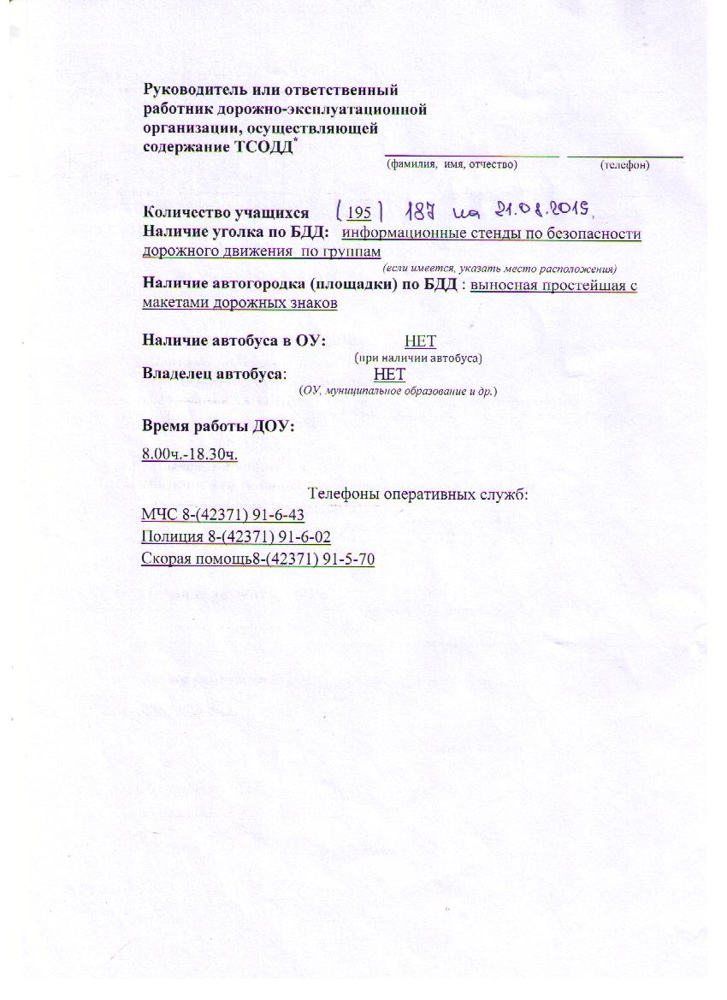 Руководитель или ответственный
работник дорожно-эксплуатационной
организации, осуществляющей
содержание ТСОДД*
(фамилия, имя, отчество) (телефон)
Количество учащихся (195) 187 на 21.08.2015.
Наличие уголка по БДД: информационные стенды по безопасности
дорожного движения по группам
(если имеется, указать место расположения)
Наличие автогородка (площадки) по БДД : выносная простейшая с
макетами дорожных знаков
Наличие автобуса в ОУ: НЕТ
(при наличии автобуса)
Владелец автобуса: НЕТ
(ОУ, муниципальное образование и др.)
Время работы ДОУ:
8.00ч.-18.30ч.
Телефоны оперативных служб:
МЧС 8-(42371) 91-6-43
Полиция 8-(42371) 91-6-02
Скорая помощь8-(42371) 91-5-70